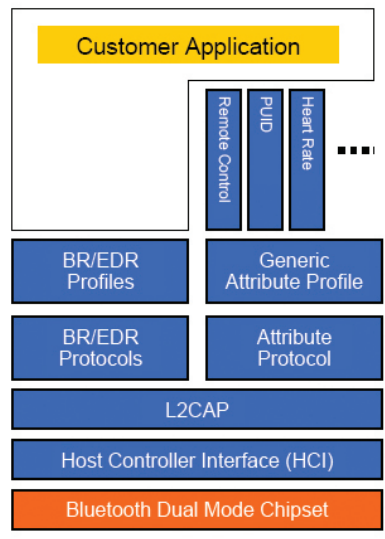 Customer Application
Remote Control
PUID
Heart Rate
BR/EDR
Profiles
Generic
Attribute Profile
BR/EDR
Protocols
Attribute
Protocol
L2CAP
Host Controller Interface (HCI)
Bluetooth Dual Mode Chipset